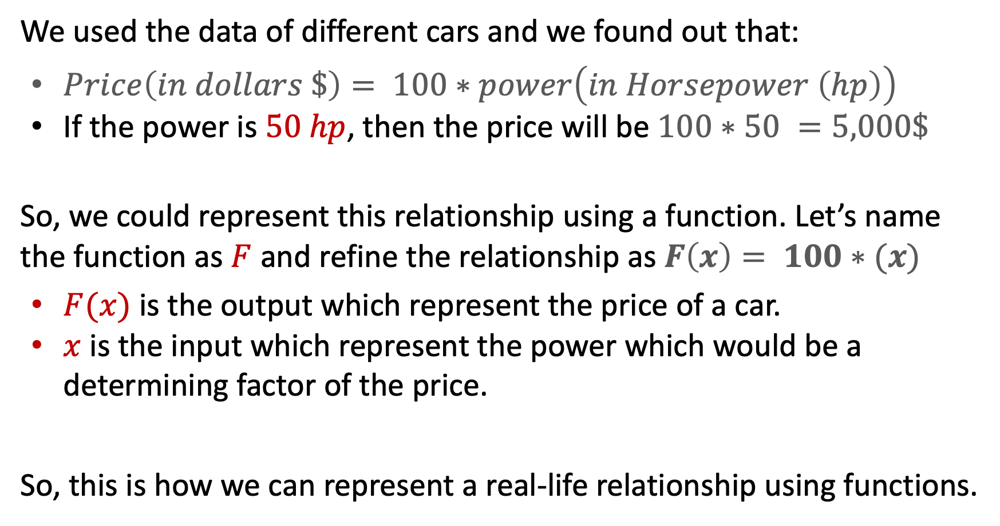 We used the data of different cars and we found out that:
• Price(in dollars $) = 100 * power(in Horsepower (hp))
• If the power is 50 hp, then the price will be 100 * 50 = 5,000$
So, we could represent this relationship using a function. Let’s name
the function as F and refine the relationship as F(x) = 100 * (x)
• F(x) is the output which represent the price of a car.
• x is the input which represent the power which would be a
determining factor of the price.
So, this is how we can represent a real-life relationship using functions.